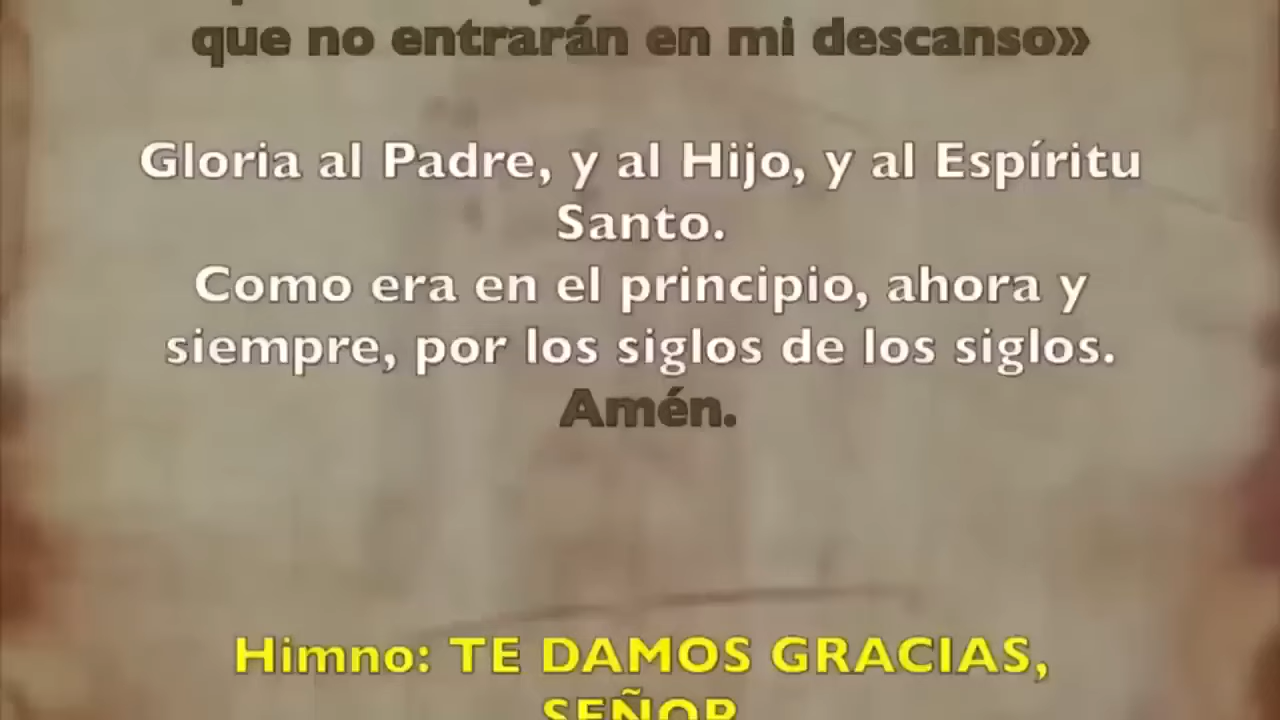 que no entrarán en mi descanso»
Gloria al Padre, y al Hijo, y al Espíritu
Santo.
Como era en el principio, ahora y
siempre, por los siglos de los siglos.
Amén.
Himno: TE DAMOS GRACIAS,
SEÑOR